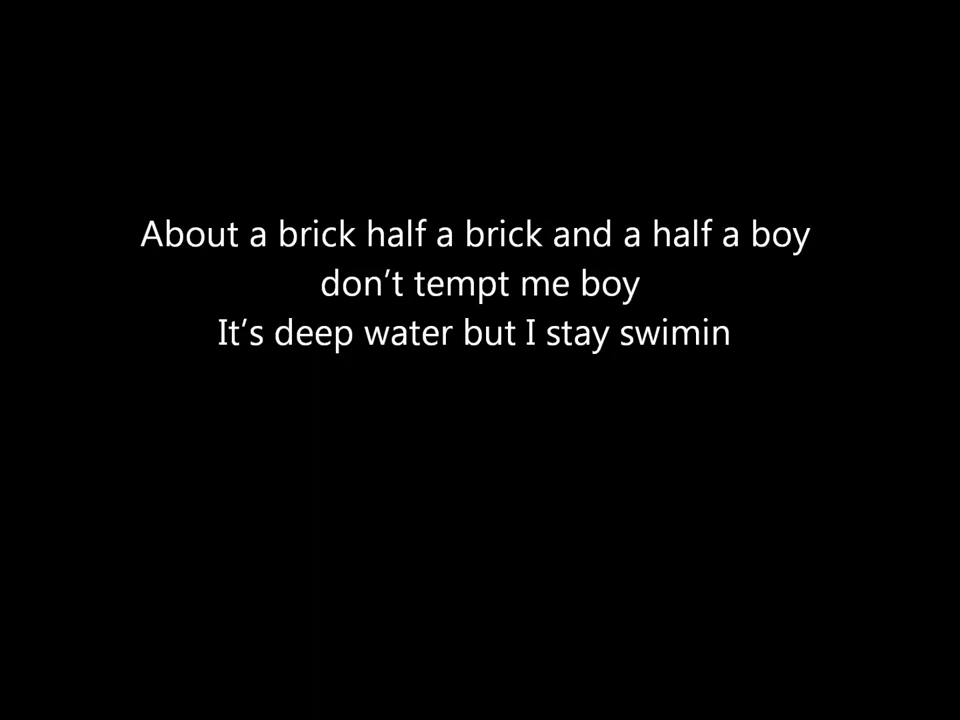 About a brick half a brick and a half a boy
don’t tempt me boy
It’s deep water but I stay swimin